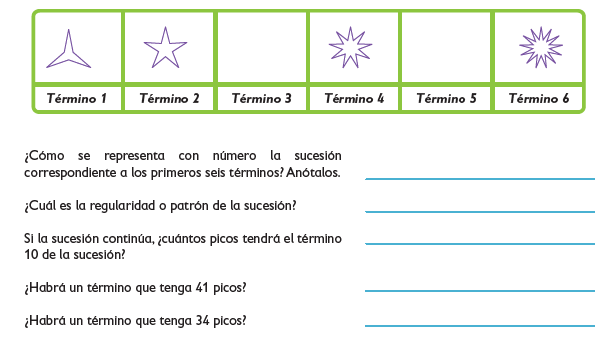 Término 1 Término 2 Término 3 Término 4 Término 5 Término 6
¿Cómo se representa con número la sucesión
correspondiente a los primeros seis términos? Anótalos.
¿Cuál es la regularidad o patrón de la sucesión?
Si la sucesión continúa, ¿cuántos picos tendrá el término
10 de la sucesión?
¿Habrá un término que tenga 41 picos?
¿Habrá un término que tenga 34 picos?